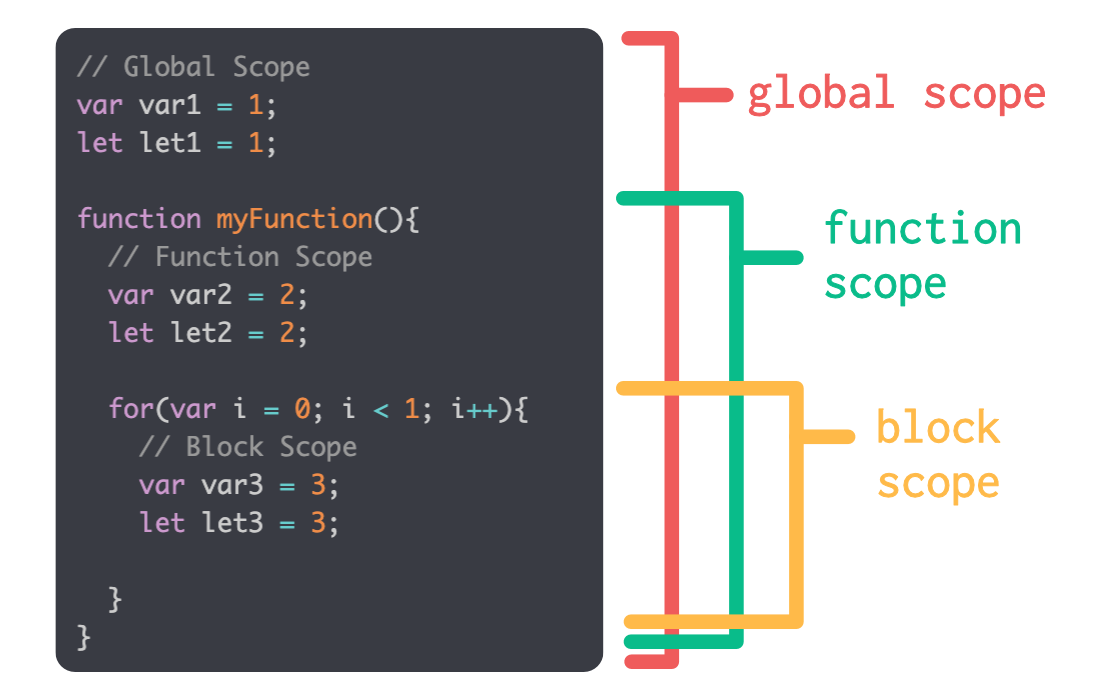 // Global Scope
var var1 = 1;
let let1 = 1;

function myFunction(){
  // Function Scope
  var var2 = 2;
  let let2 = 2;

  for(var i = 0; i < 1; i++){
    // Block Scope
    var var3 = 3;
    let let3 = 3;

  }
}
global scope
function
scope
block
scope